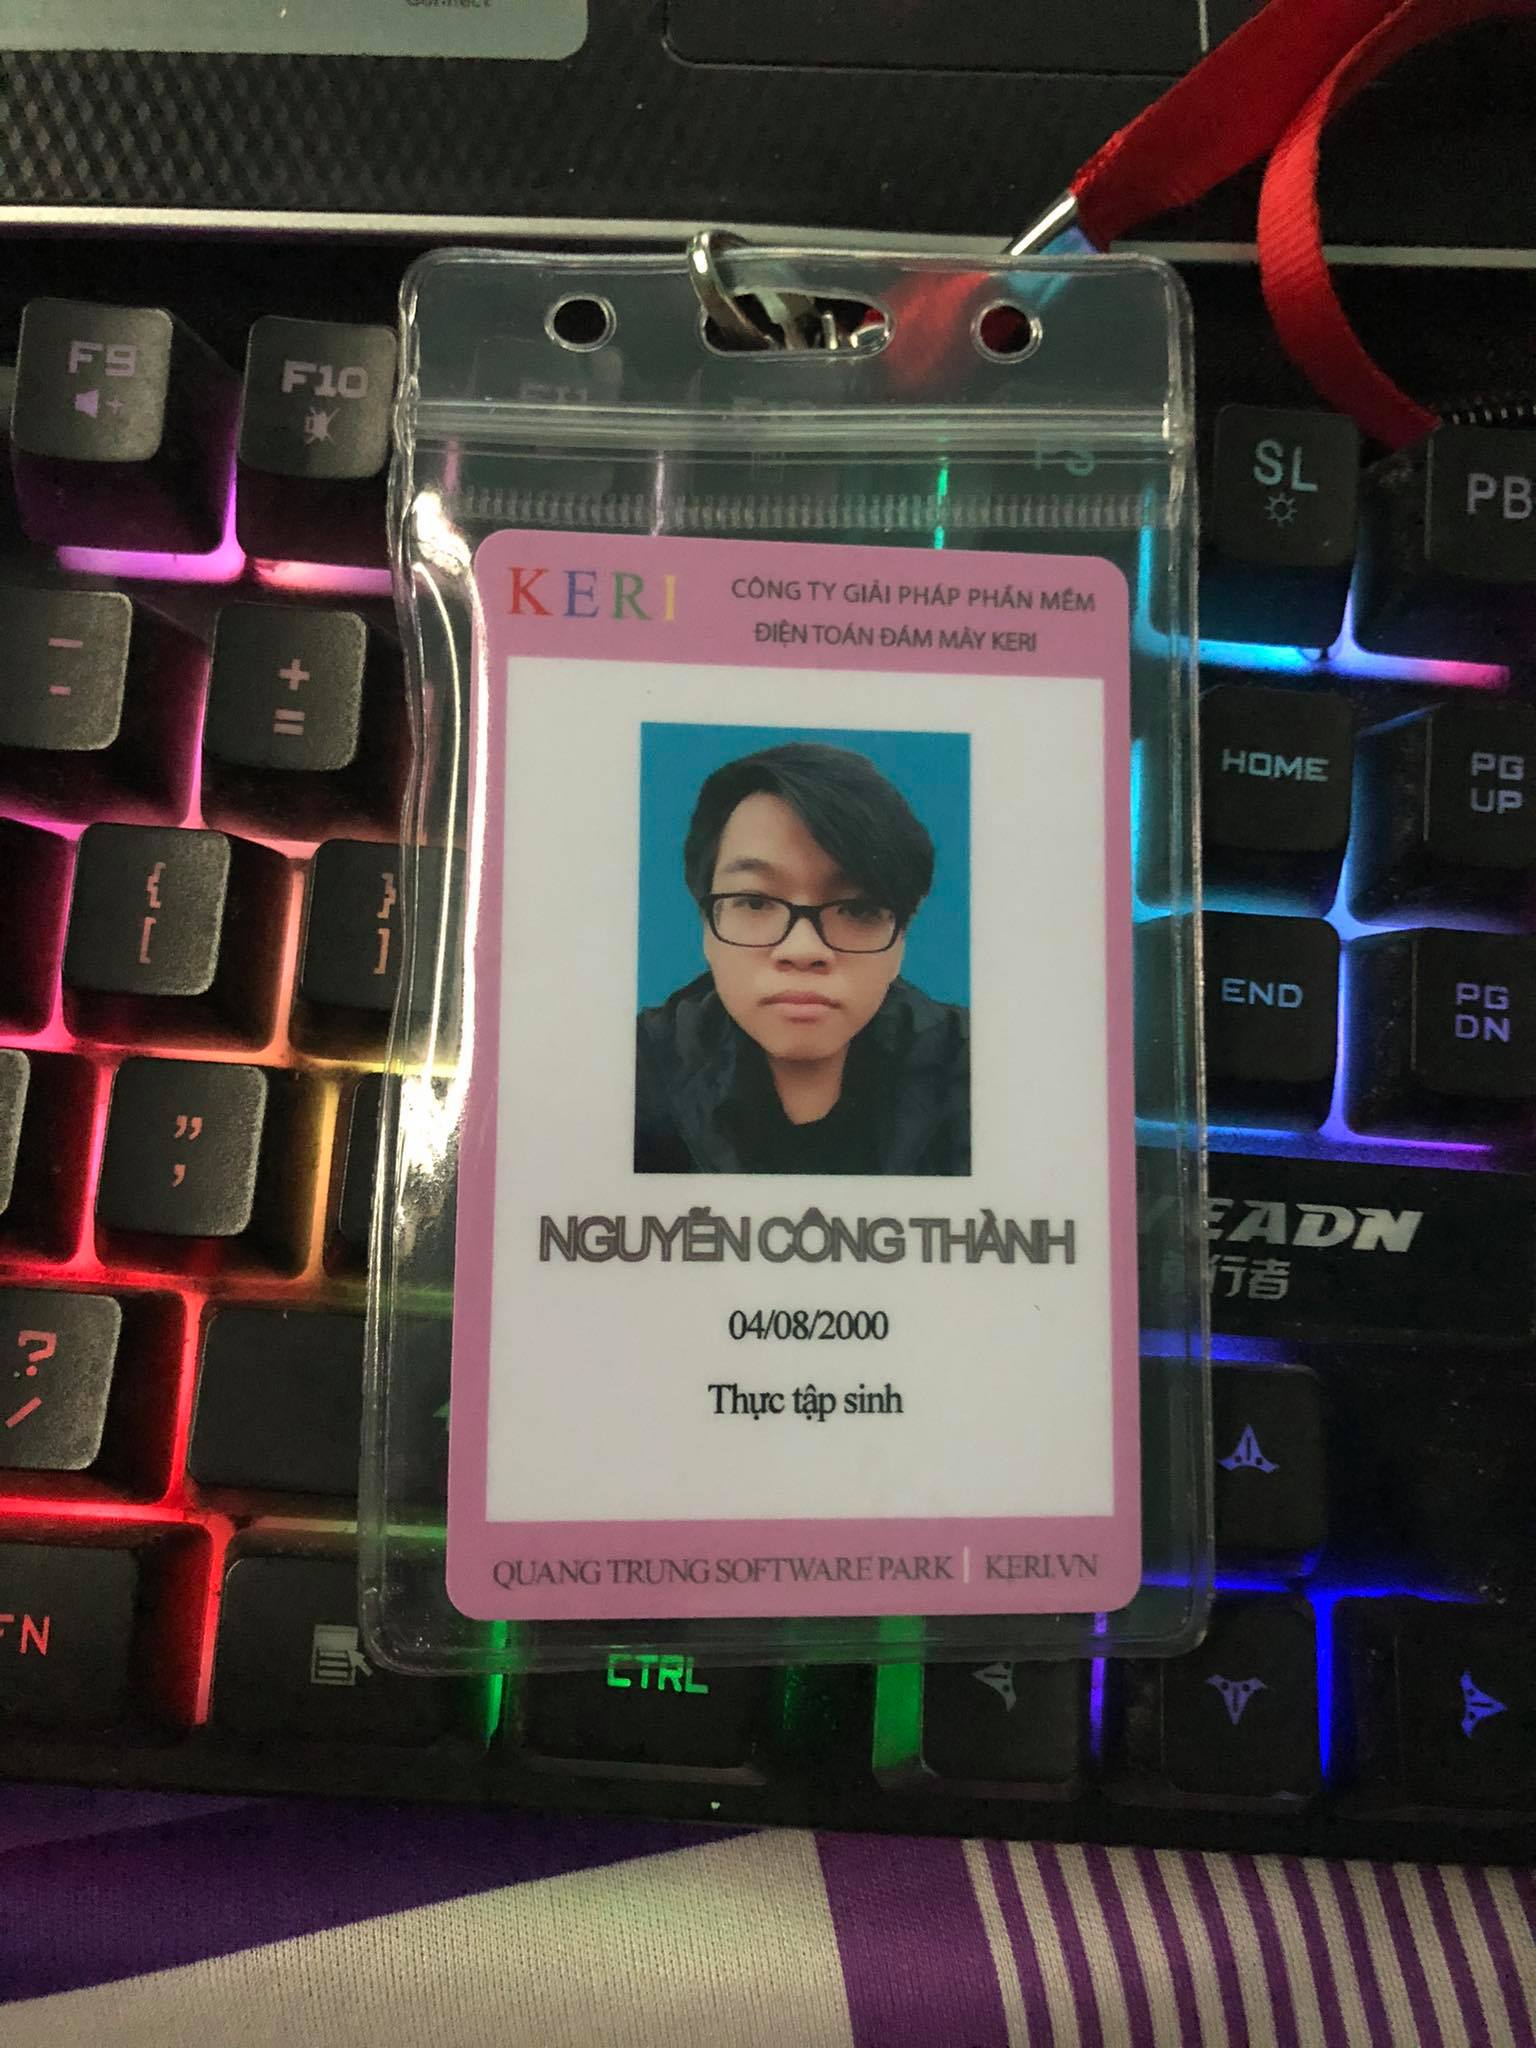 Connect
F9
F10
PS
SL
PB
KERI
CÔNG TY GIẢI PHÁP PHẦN MỀM
ĐIỆN TOÁN ĐÁM MÂY KERI
—
-
+
=
HOME
PG
UP
{
[
}
]
END
PG
DN
”
,
NGUYỄN CÔNG THÀNH
EADN
行者
04/08/2000
Thực tập sinh
?
/
QUANG TRUNG SOFTWARE PARK | KERI.VN
FN
CTRL